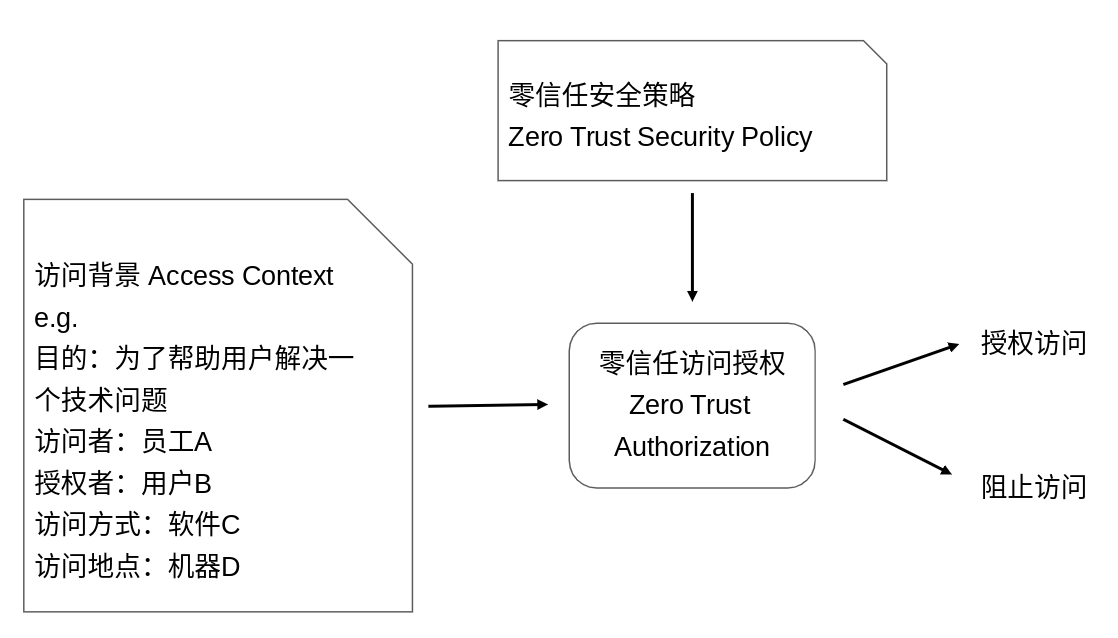 零信任安全策略
Zero Trust Security Policy
访问背景 Access Context
e.g.
目的：为了帮助用户解决一
个技术问题
访问者：员工A
授权者：用户B
访问方式：软件C
访问地点：机器D
零信任访问授权
Zero Trust
Authorization
授权访问
阻止访问